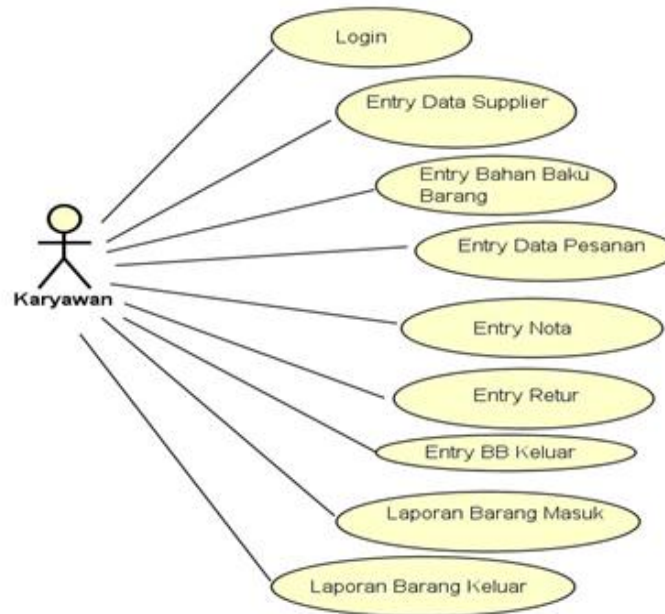 Login
Entry Data Supplier
Entry Bahan Baku
Barang
Entry Data Pesanan
Karyawan
Entry Nota
Entry Retur
Entry BB Keluar
Laporan Barang Masuk
Laporan Barang Keluar